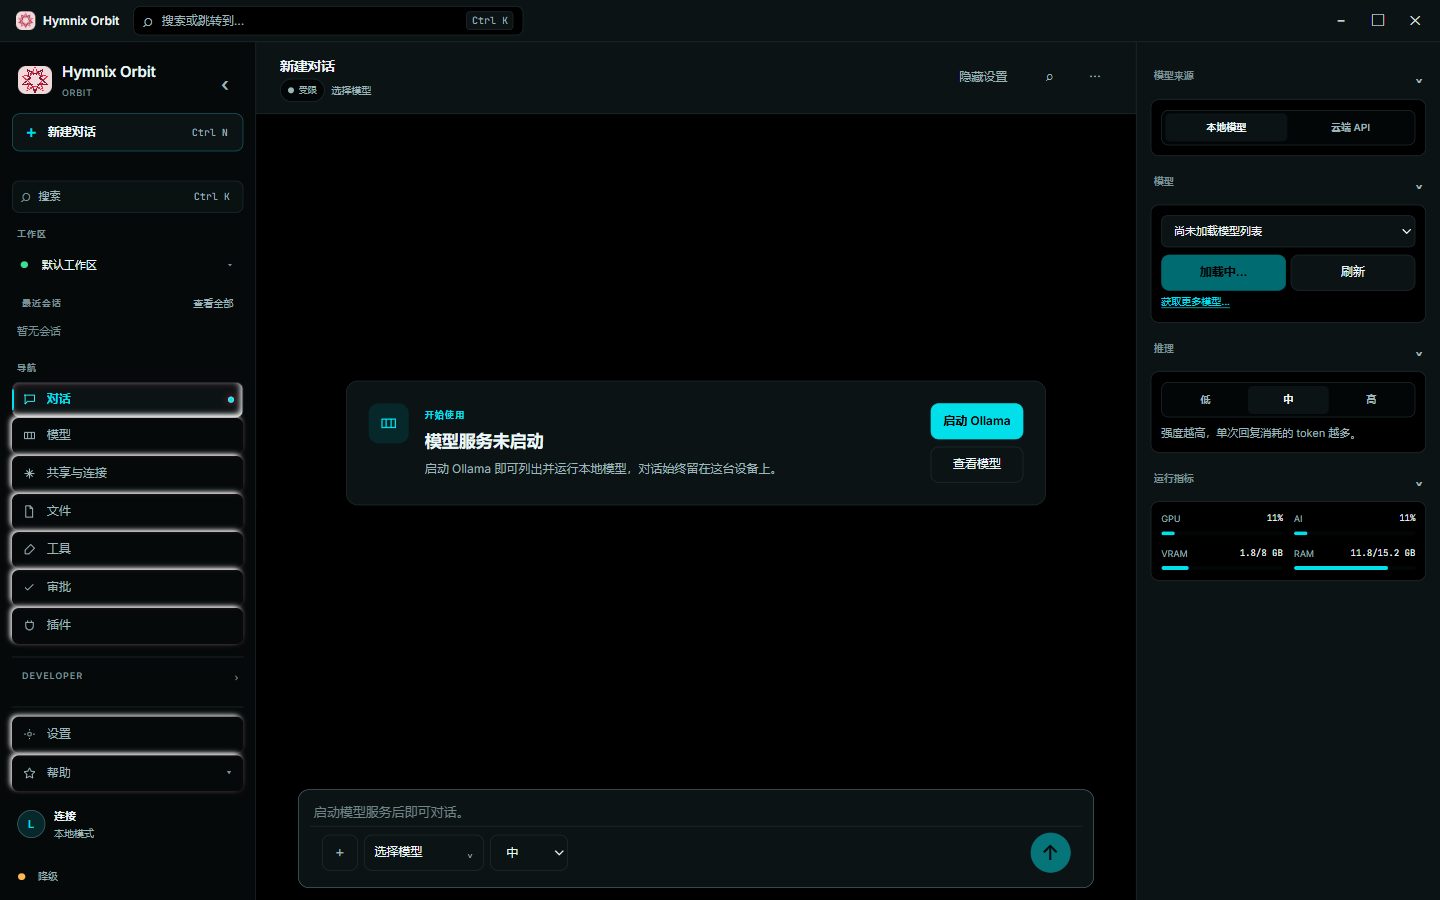 Hymnix Orbit
搜索或跳转到... Ctrl K
Hymnix Orbit
ORBIT
新建对话 Ctrl N
搜索 Ctrl K
工作区
默认工作区
最近会话 查看全部
暂无会话
导航
对话
模型
共享与连接
文件
工具
审批
插件
DEVELOPER
设置
帮助
L
连接
本地模式
降级
新建对话
受限 选择模型
隐藏设置
开始使用
模型服务未启动
启动 Ollama 即可列出并运行本地模型，对话始终留在这台设备上。
启动 Ollama
查看模型
启动模型服务后即可对话。
选择模型 中
模型来源
本地模型 云端 API
模型
尚未加载模型列表
加载中... 刷新
获取更多模型...
推理
低 中 高
强度越高，单次回复消耗的 token 越多。
运行指标
GPU 11% AI 11%
VRAM 1.8/8 GB RAM 11.8/15.2 GB